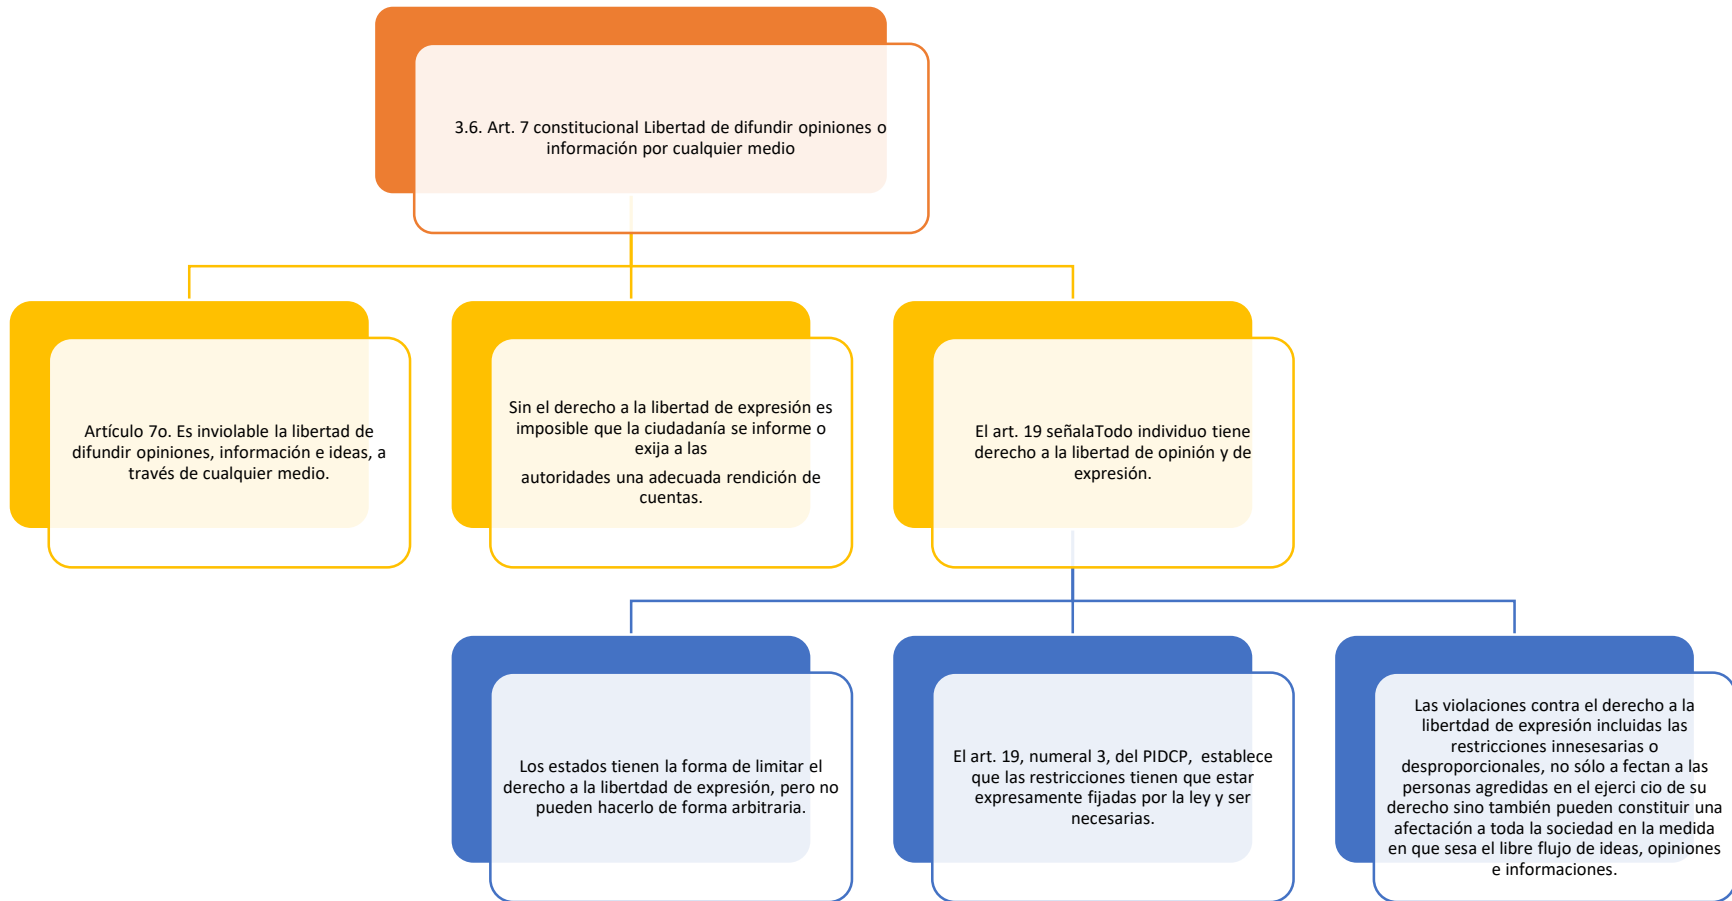 3.6. Art. 7 constitucional Libertad de difundir opiniones o
información por cualquier medio
Artículo 7o. Es inviolable la libertad de
difundir opiniones, información e ideas, a
través de cualquier medio.
Sin el derecho a la libertad de expresión es
imposible que la ciudadanía se informe o
exija a las
autoridades una adecuada rendición de
cuentas.
El art. 19 señalaTodo individuo tiene
derecho a la libertad de opinión y de
expresión.
Los estados tienen la forma de limitar el
derecho a la libertdad de expresión, pero no
pueden hacerlo de forma arbitraria.
El art. 19, numeral 3, del PIDCP, establece
que las restricciones tienen que estar
expresamente fijadas por la ley y ser
necesarias.
Las violaciones contra el derecho a la
libertdad de expresión incluidas las
restricciones innesesarias o
desproporcionales, no sólo a fectan a las
personas agredidas en el ejerci cio de su
derecho sino también pueden constituir una
afectación a toda la sociedad en la medida
en que sesa el libre flujo de ideas, opiniones
e informaciones.